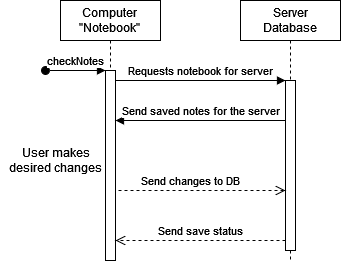 Computer
"Notebook"
Server
Database
checkNotes
Requests notebook for server
Send saved notes for the server
User makes
desired changes
Send changes to DB
Send save status